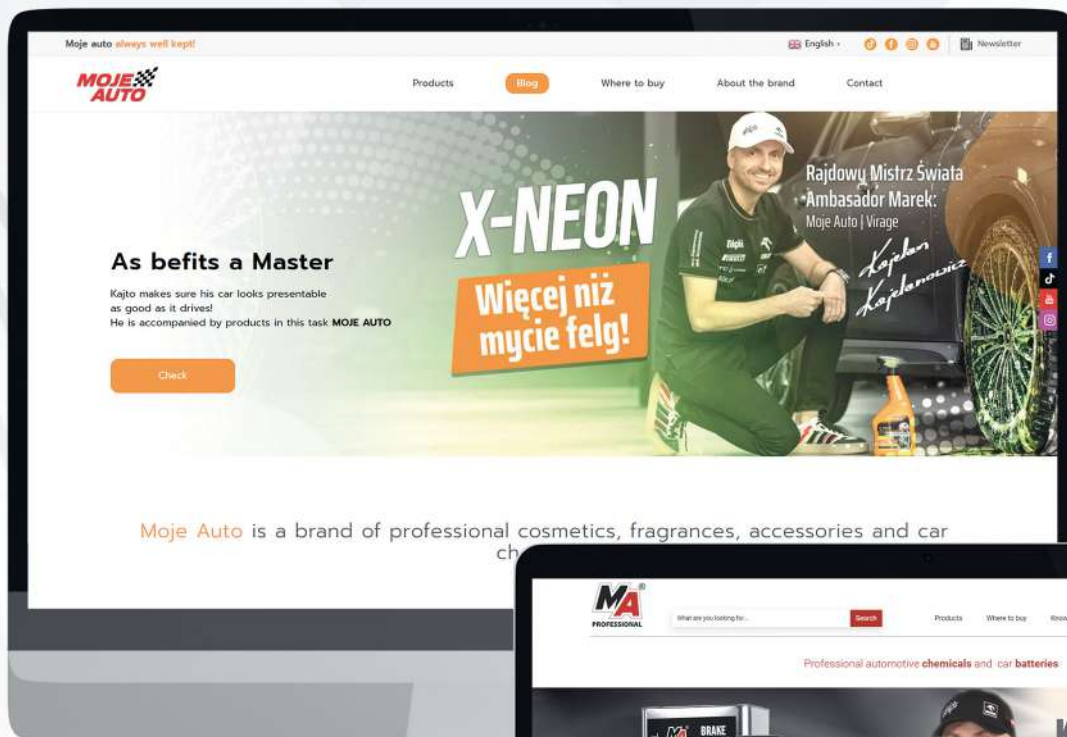 Moje auto always well kept!
English
Newsletter
MOJE
AUTO
Products
Blog
Where to buy
About the brand
Contact
As befits a Master
Kajto makes sure his car looks presentable
as good as it drives!
He is accompanied by products in this task MOJE AUTO
Check
X-NEON
Więcej niż
mycie felg!
Rajdowy Mistrz Świata
Ambasador Marek:
Moje Auto | Virage
Kajetan
Kajetanowicz
Moje Auto is a brand of professional cosmetics, fragrances, accessories and car
MA
PROFESSIONAL
What are you looking for...
Search
Products
Where to buy
Professional automotive chemicals and car batteries
MA
BRAKE